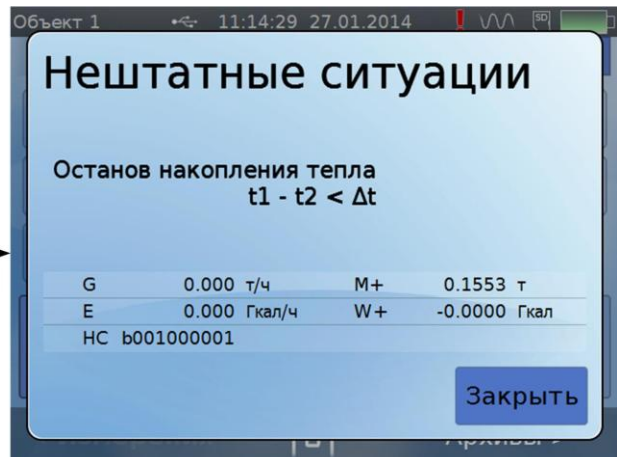 Объект 1 11:14:29 27.01.2014 SD
Нештатные ситуации
Останов накопления тепла
t1 - t2 < Δt
G 0.000 т/ч M+ 0.1553 т
E 0.000 Гкал/ч W+ -0.0000 Гкал
НС b001000001
Закрыть